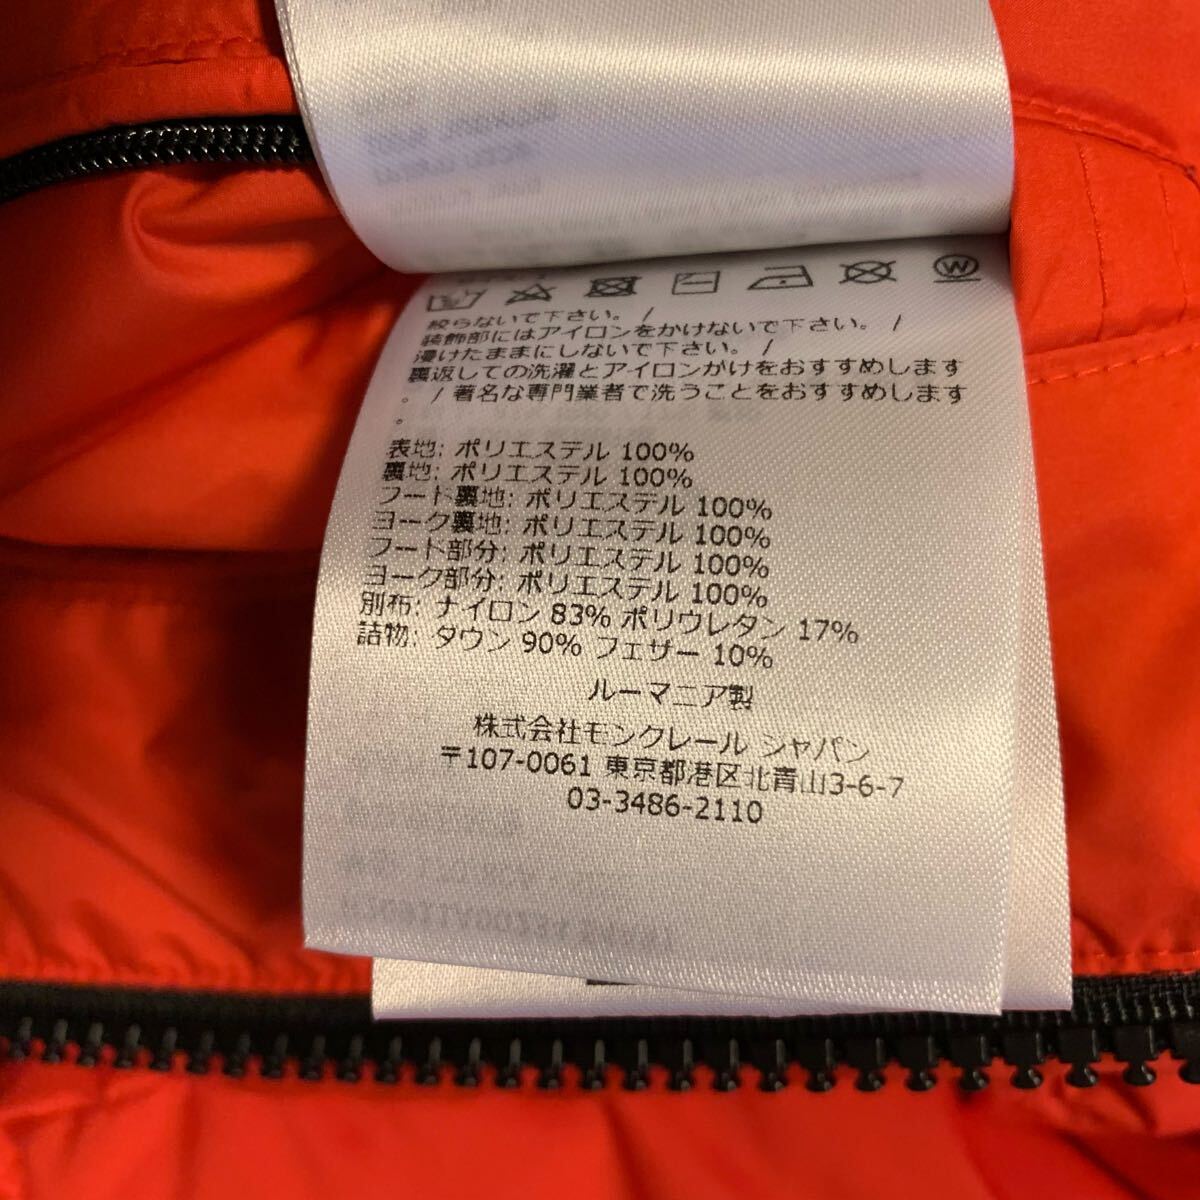 W
絞らないで下さい。 /
装飾部にはアイロンをかけないで下さい。 /
浸けたままにしないで下さい。 /
裏返しての洗濯とアイロンがけをおすすめします
。/ 著名な専門業者で洗うことをおすすめします
。
表地: ポリエステル 100%
裏地: ポリエステル 100%
フード裏地: ポリエステル 100%
ヨーク裏地: ポリエステル 100%
フード部分: ポリエステル 100%
ヨーク部分: ポリエステル 100%
別布: ナイロン 83% ポリウレタン 17%
詰物: ダウン 90% フェザー 10%
ルーマニア製
株式会社モンクレール ジャパン
〒107-0061 東京都港区北青山3-6-7
03-3486-2110